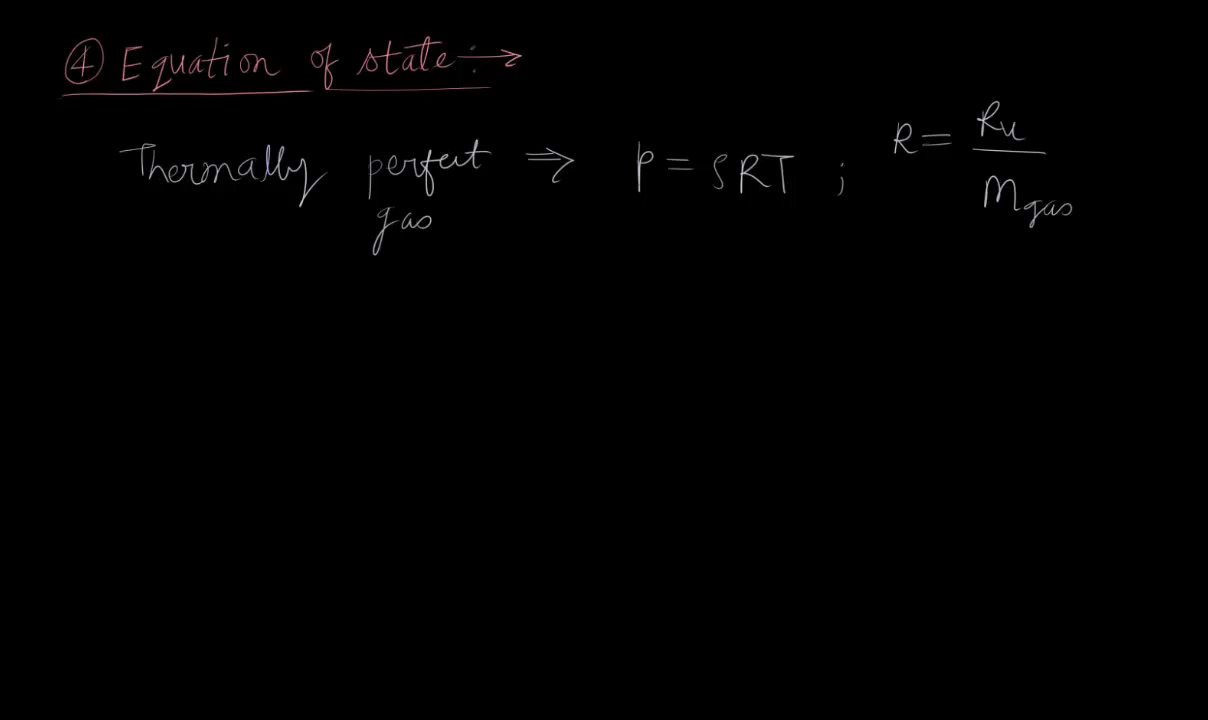 ④ Equation of state :→
Thermally perfect gas ⇒ p = ρRT ; R = Ru / Mgas